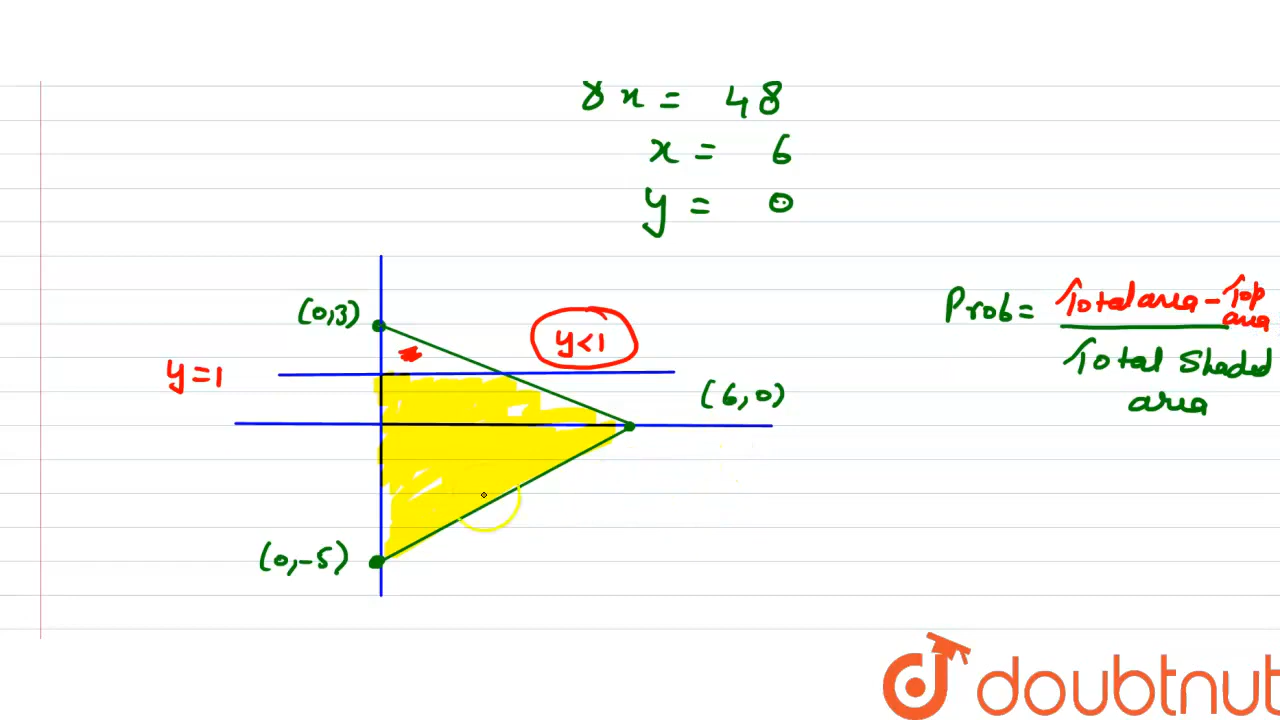 8x = 48
x = 6
y = 0
(0,3)
y<1
y=1
(6,0)
(0,-5)
Prob = Total area - Top area
Total Shaded area
doubtnut